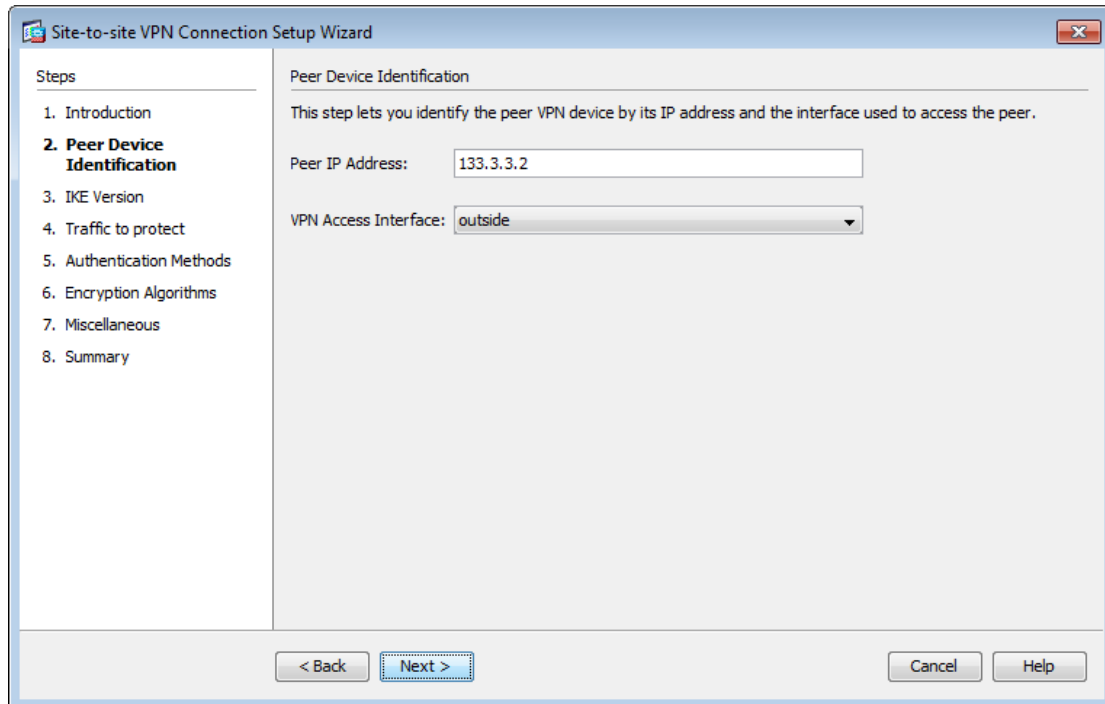 Site-to-site VPN Connection Setup Wizard
Steps
1. Introduction
2. Peer Device
Identification
3. IKE Version
4. Traffic to protect
5. Authentication Methods
6. Encryption Algorithms
7. Miscellaneous
8. Summary
Peer Device Identification
This step lets you identify the peer VPN device by its IP address and the interface used to access the peer.
Peer IP Address: 133.3.3.2
VPN Access Interface: outside
< Back Next > Cancel Help